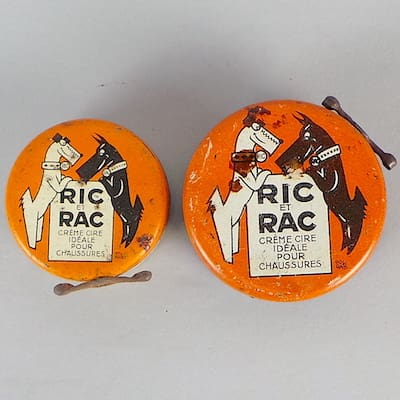 RIC
ET
RAC
CRÈME CIRE
IDÉALE
POUR
CHAUSSURES
RIC
ET
RAC
CRÈME CIRE
IDÉALE
POUR
CHAUSSURES